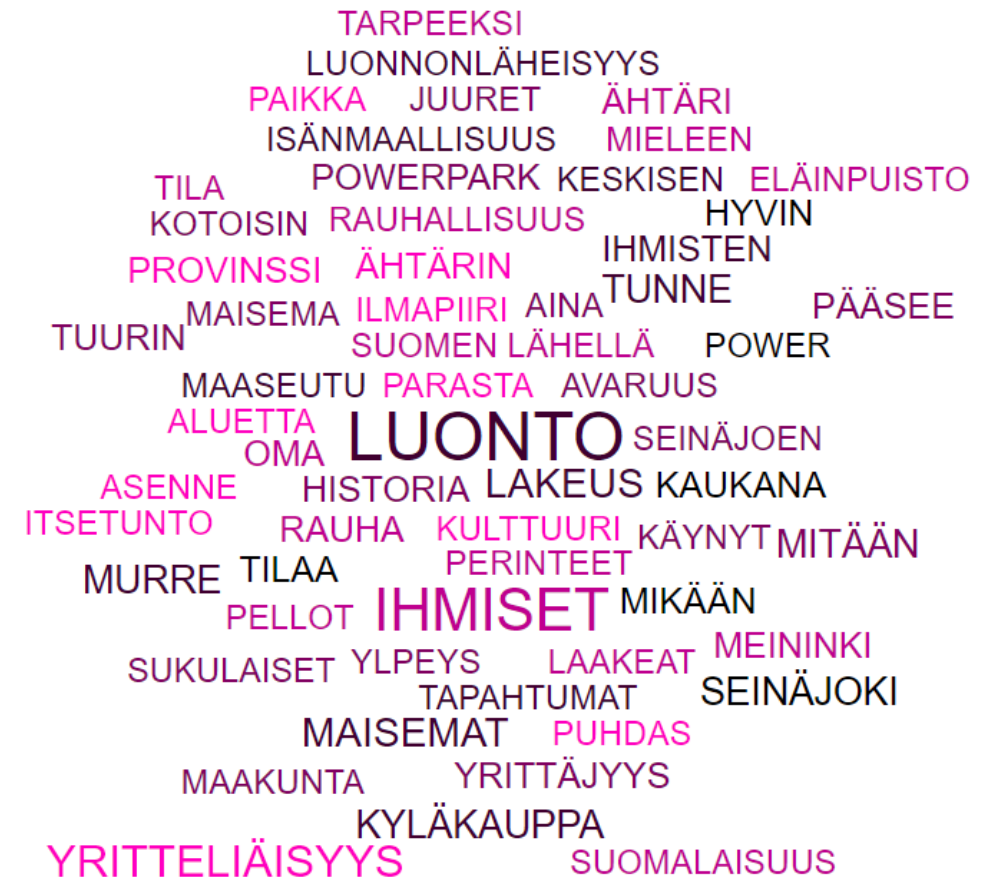 TARPEEKSI
LUONNONLÄHEISYYS
PAIKKA JUURET ÄHTÄRI
ISÄNMAALLISUUS MIELEEN
TILA POWERPARK KESKISEN ELÄINPUISTO
KOTOISIN RAUHALLISUUS HYVIN
IHMISTEN
PROVINSSI ÄHTÄRIN
TUNNE
MAISEMA ILMAPIIRI AINA PÄÄSEE
TUURIN SUOMEN LÄHELLÄ POWER
MAASEUTU PARASTA AVARUUS
ALUETTA LUONTO SEINÄJOEN
OMA
ASENNE HISTORIA LAKEUS KAUKANA
ITSETUNTO RAUHA KULTTUURI KÄYNYT MITÄÄN
MURRE TILAA PERINTEET
PELLOT IHMISET MIKÄÄN
MEININKI
SUKULAISET YLPEYS LAAKEAT
TAPAHTUMAT SEINÄJOKI
MAISEMAT PUHDAS
MAAKUNTA YRITTÄJYYS
KYLÄKAUPPA
YRITTELIÄISYYS SUOMALAISUUS